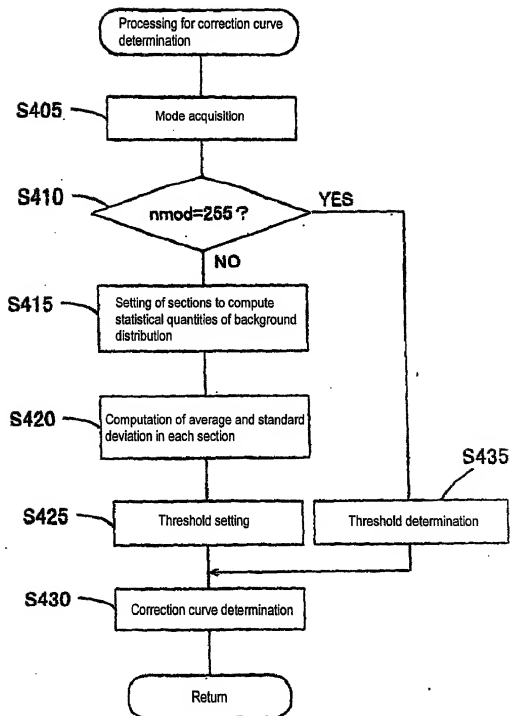 Processing for correction curve
determination
S405
Mode acquisition
S410
nmod=255 ?
YES
NO
S415
Setting of sections to compute
statistical quantities of background
distribution
S420
Computation of average and standard
deviation in each section
S435
S425
Threshold setting
Threshold determination
S430
Correction curve determination
Return